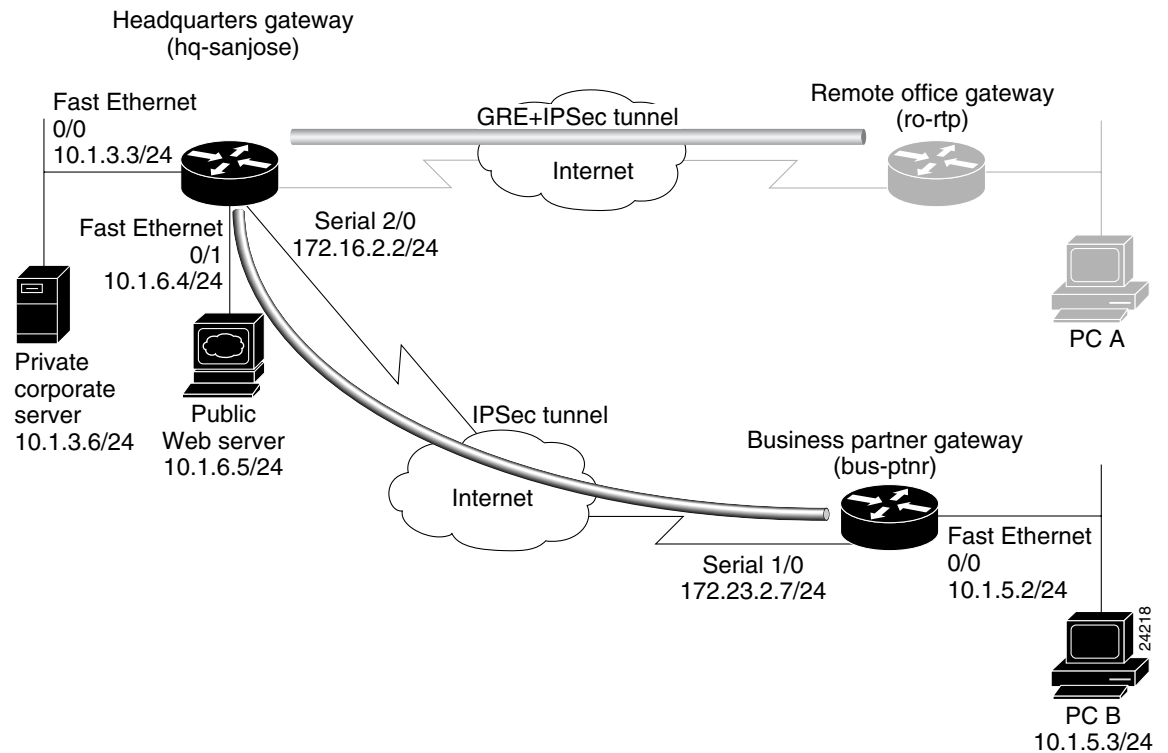 Headquarters gateway
(hq-sanjose)
Fast Ethernet
0/0
10.1.3.3/24
GRE+IPSec tunnel
Internet
Remote office gateway
(ro-rtp)
Serial 2/0
172.16.2.2/24
Fast Ethernet
0/1
10.1.6.4/24
PC A
Private
corporate
server
10.1.3.6/24
Public
Web server
10.1.6.5/24
IPSec tunnel
Internet
Business partner gateway
(bus-ptnr)
Serial 1/0
172.23.2.7/24
Fast Ethernet
0/0
10.1.5.2/24
24218
PC B
10.1.5.3/24